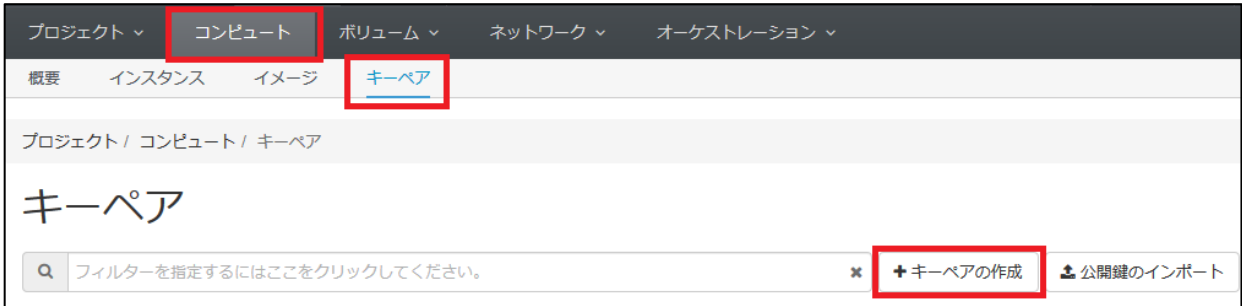 プロジェクト コンピュート ボリューム ネットワーク オーケストレーション
概要 インスタンス イメージ キーペア
プロジェクト / コンピュート / キーペア
キーペア
フィルターを指定するにはここをクリックしてください。 +キーペアの作成 公開鍵のインポート